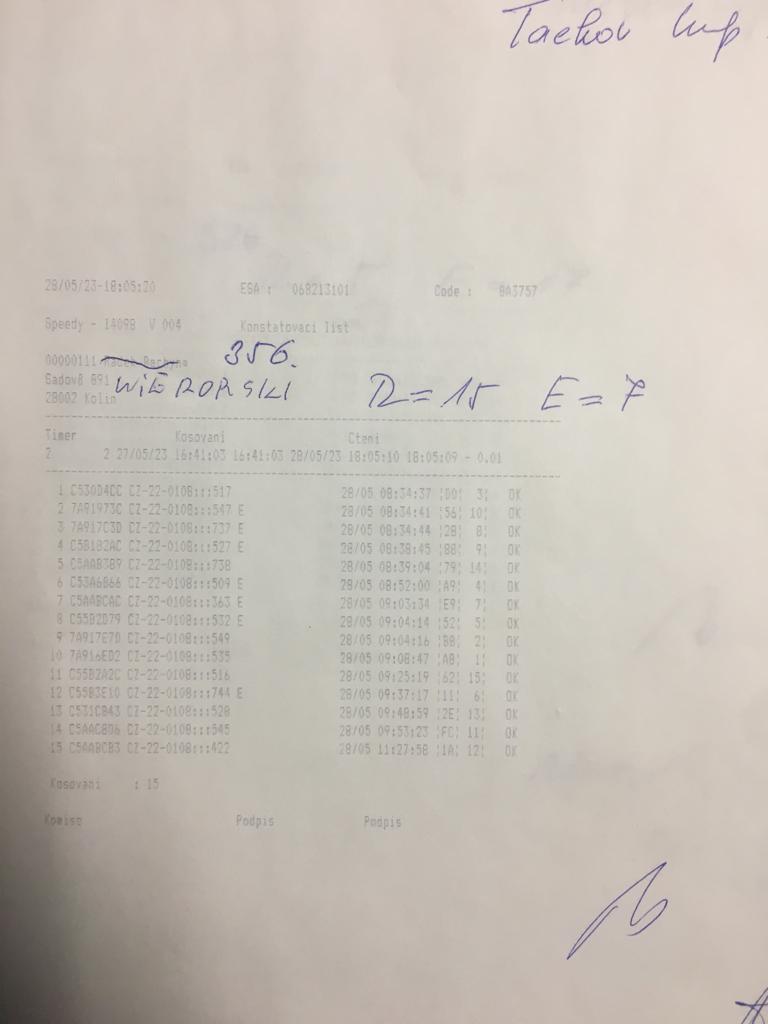 Tachov
28/05/23-18:05:20 ESA : 068213101 Code : 8A3757
Speedy - 14098 V 004 Konstatovaci list
356.
00000111
Sadová 891
28002 Kolin R=15 E=7
Timer Kosovani Cteni
2 2 27/05/23 16:41:03 16:41:03 28/05/23 18:05:10 18:05:09 - 0.01
1 C530D4CC CZ-22-0108:::517 28/05 08:34:37 ¦DD¦ 3¦ OK
2 7A91973C CZ-22-0108:::547 E 28/05 08:34:41 ¦56¦ 10¦ OK
3 7A917C3D CZ-22-0108:::737 E 28/05 08:34:44 ¦2B¦ 8¦ OK
4 C5B1B2AC CZ-22-0108:::527 E 28/05 08:38:45 ¦88¦ 9¦ OK
5 C5AAB3B9 CZ-22-0108:::738 28/05 08:39:04 ¦79¦ 14¦ OK
6 C53A6B66 CZ-22-0108:::509 E 28/05 08:52:00 ¦A9¦ 4¦ OK
7 C5AABCAC CZ-22-0108:::363 E 28/05 09:03:34 ¦E9¦ 7¦ OK
8 C55B2D79 CZ-22-0108:::532 E 28/05 09:04:14 ¦52¦ 5¦ OK
9 7A917E7D CZ-22-0108:::549 28/05 09:04:16 ¦BB¦ 2¦ OK
10 7A916ED2 CZ-22-0108:::535 28/05 09:08:47 ¦AB¦ 1¦ OK
11 C55B2A2C CZ-22-0108:::516 28/05 09:25:19 ¦62¦ 15¦ OK
12 C55B3E10 CZ-22-0108:::744 E 28/05 09:37:17 ¦11¦ 6¦ OK
13 C531CB43 CZ-22-0108:::528 28/05 09:48:59 ¦2E¦ 13¦ OK
14 C5AAC8D6 CZ-22-0108:::545 28/05 09:53:23 ¦FC¦ 11¦ OK
15 C5AABCB3 CZ-22-0108:::422 28/05 11:27:58 ¦1A¦ 12¦ OK
Kosovani : 15
Komise Podpis Podpis